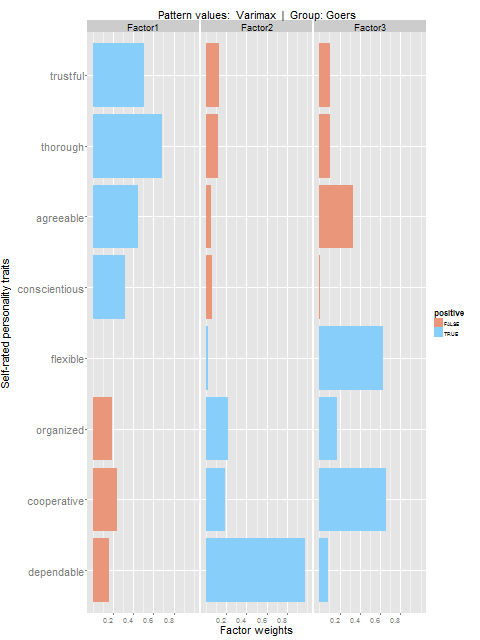 Pattern values: Varimax | Group: Goers
Factor1 Factor2 Factor3
trustful
thorough
agreeable
conscientious
flexible
organized
cooperative
dependable
Self-rated personality traits
0.2 0.4 0.6 0.8 0.2 0.4 0.6 0.8 0.2 0.4 0.6 0.8
Factor weights
positive
FALSE
TRUE